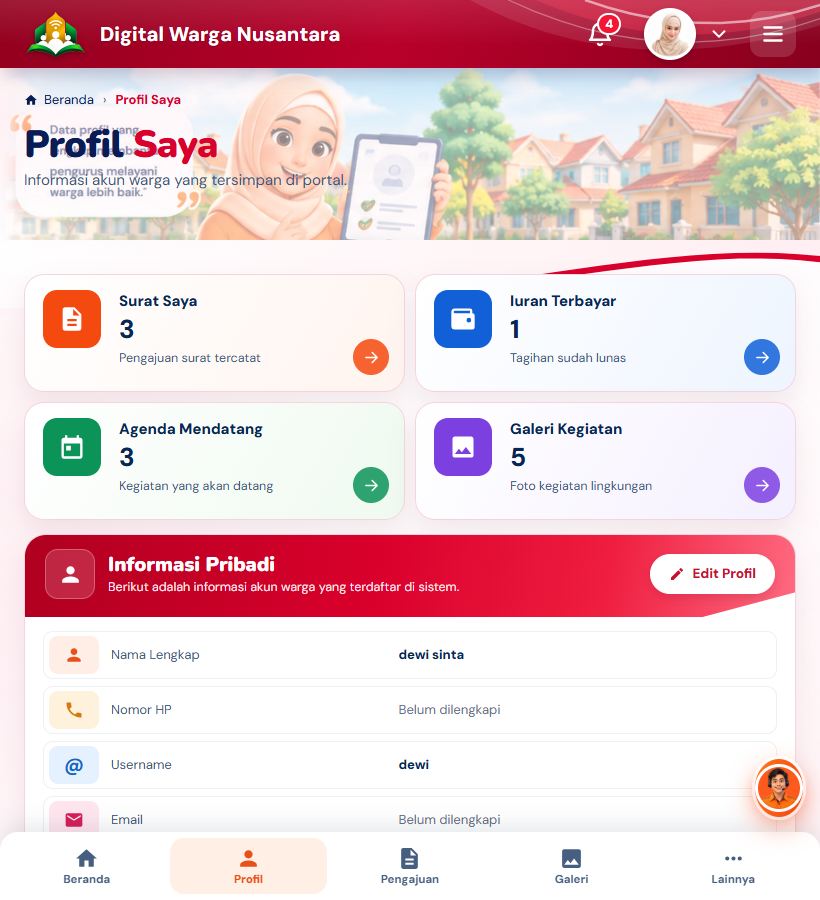 Digital Warga Nusantara
4
Beranda › Profil Saya
Data profil yang
Profil Saya
pengurus melayani
Informasi akun warga yang tersimpan di portal.
warga lebih baik."
Surat Saya
3
Pengajuan surat tercatat
Iuran Terbayar
1
Tagihan sudah lunas
Agenda Mendatang
3
Kegiatan yang akan datang
Galeri Kegiatan
5
Foto kegiatan lingkungan
Informasi Pribadi
Berikut adalah informasi akun warga yang terdaftar di sistem.
Edit Profil
Nama Lengkap dewi sinta
Nomor HP Belum dilengkapi
@ Username dewi
Email Belum dilengkapi
Beranda
Profil
Pengajuan
Galeri
Lainnya